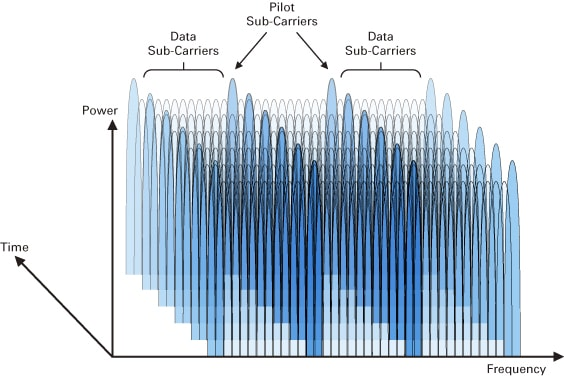 Pilot
Sub-Carriers
Data
Sub-Carriers
Data
Sub-Carriers
Power
Time
Frequency